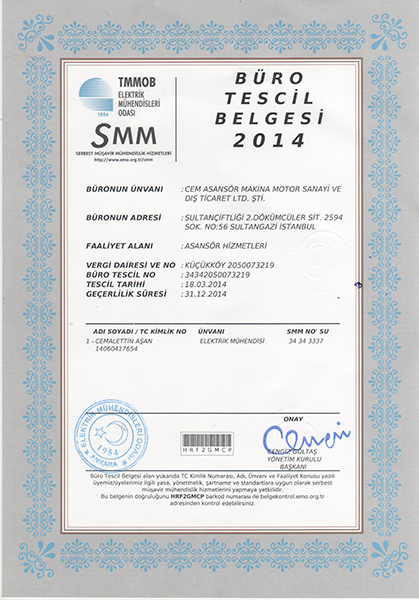 TMMOB
ELEKTRİK
MÜHENDİSLERİ
ODASI
1954
SMM
SERBEST MÜŞAVİR MÜHENDİSLİK HİZMETLERİ
http://www.emo.org.tr/smm
BÜRO
TESCİL
BELGESİ
2014
BÜRONUN ÜNVANI : CEM ASANSÖR MAKİNA MOTOR SANAYİ VE
DIŞ TİCARET LTD. ŞTİ.
BÜRONUN ADRESİ : SULTANÇİFTLİĞİ 2.DÖKÜMCÜLER SİT. 2594
SOK. NO:56 SULTANGAZİ İSTANBUL
FAALİYET ALANI : ASANSÖR HİZMETLERİ
VERGİ DAİRESİ VE NO : KÜÇÜKKÖY 2050073219
BÜRO TESCİL NO : 34342050073219
TESCİL TARİHİ : 18.03.2014
GEÇERLİLİK SÜRESİ : 31.12.2014
ADI SOYADI / TC KİMLİK NO ÜNVANI SMM NO' SU
1 - CEMALETTİN AŞAN ELEKTRİK MÜHENDİSİ 34 34 3337
14060417654
ELEKTRİK MÜHENDİSLERİ ODASI
1954
ANKARA
HRF2GMCP
ONAY
CENGİZ GÖLTAŞ
YÖNETİM KURULU
BAŞKANI
Büro Tescil Belgesi alan yukarıda TC Kimlik Numarası, Adı, Ünvanı ve Faaliyet Konusu yazılı
üyemiz/üyelerimiz ilgili yasa, yönetmelik, şartname ve standartlara uygun olarak serbest
müşavir mühendislik hizmetlerini yapmaya yetkilidir.
Bu belgenin doğruluğunu HRF2GMCP barkod numarası ile belgekontrol.emo.org.tr
adresinden kontrol edebilirsiniz.